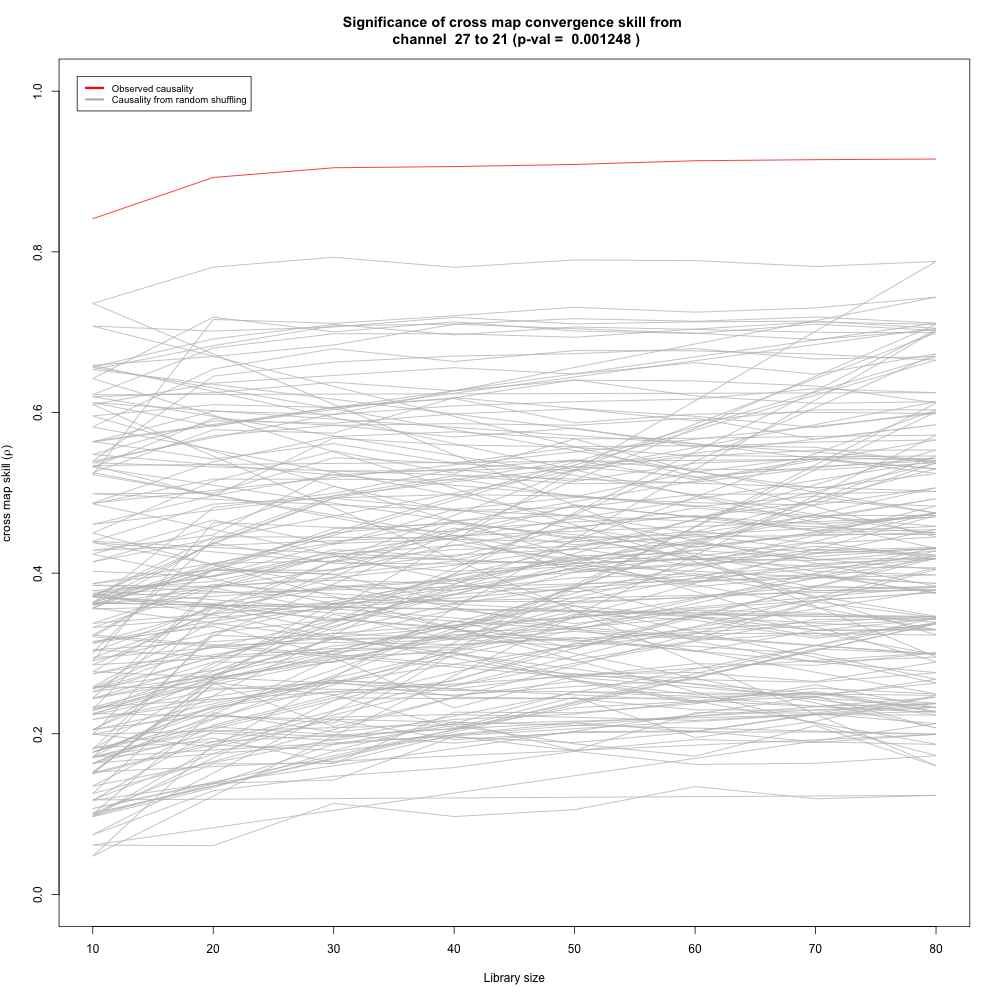 Significance of cross map convergence skill from
channel 27 to 21 (p-val = 0.001248 )
Observed causality
Causality from random shuffling
1.0
0.8
0.6
0.4
0.2
0.0
cross map skill (ρ)
10 20 30 40 50 60 70 80
Library size